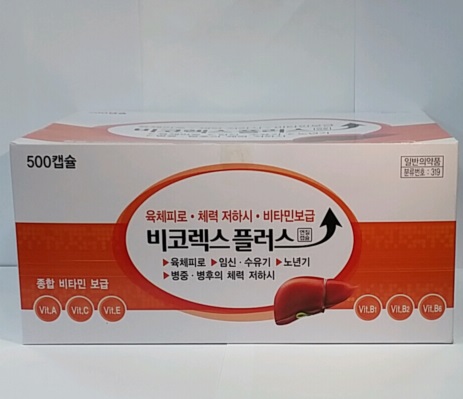 500캡슐
일반의약품
분류번호 : 319
육체피로 · 체력 저하시 · 비타민보급
비코렉스 플러스
연질
캡슐
▶육체피로 ▶임신 · 수유기 ▶노년기
▶병중 · 병후의 체력 저하시
종합 비타민 보급
Vit.A Vit.C Vit.E
Vit.B1 Vit.B2 Vit.B6